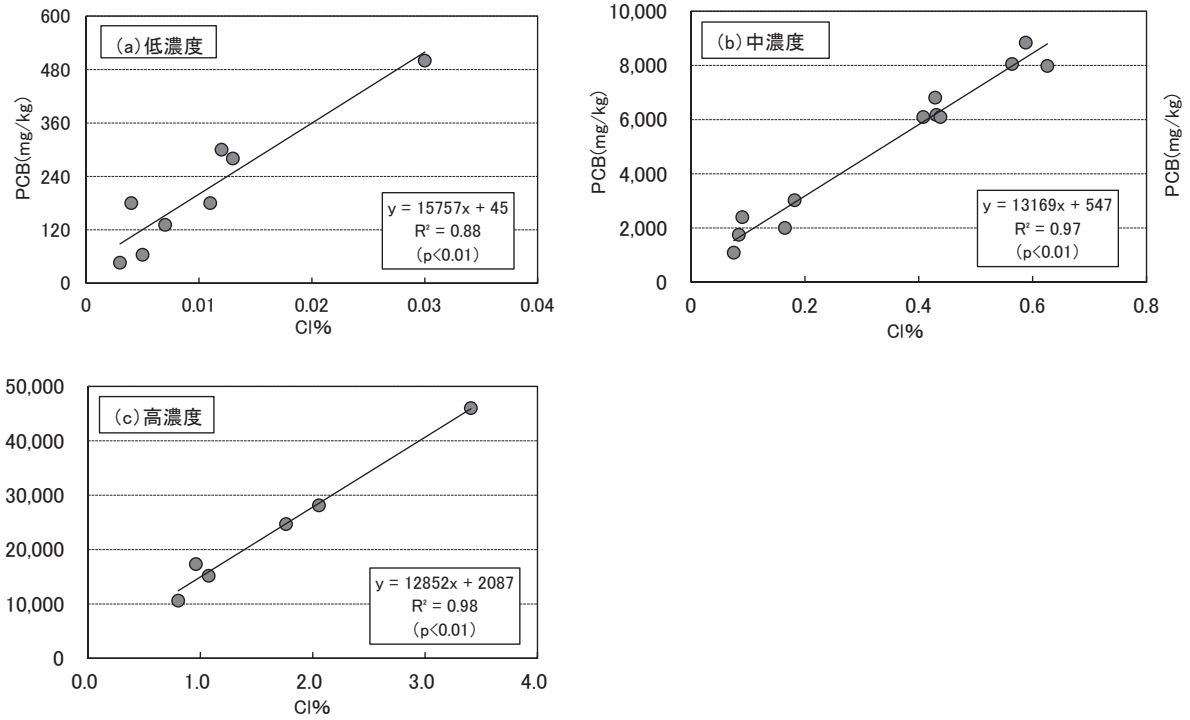 (a)低濃度
PCB(mg/kg)
600
480
360
240
120
0
y = 15757x + 45
R² = 0.88
(p<0.01)
0
0.01
0.02
0.03
0.04
Cl%
(b)中濃度
PCB(mg/kg)
10,000
8,000
6,000
4,000
2,000
0
y = 13169x + 547
R² = 0.97
(p<0.01)
0
0.2
0.4
0.6
0.8
Cl%
PCB(mg/kg)
(c)高濃度
50,000
40,000
30,000
20,000
10,000
0
y = 12852x + 2087
R² = 0.98
(p<0.01)
0.0
1.0
2.0
3.0
4.0
Cl%